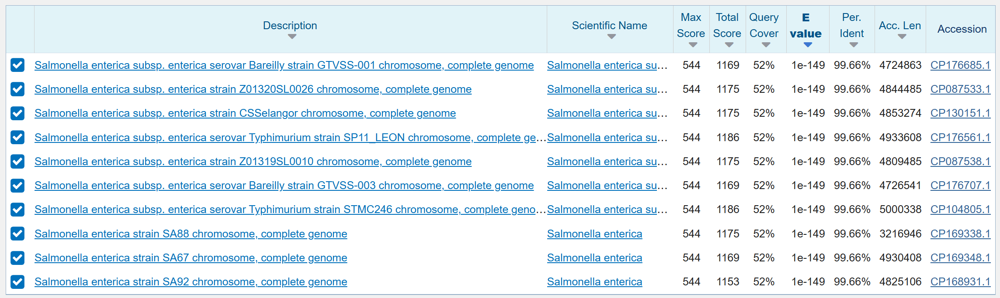 Description Scientific Name Max Score Total Score Query Cover E value Per. Ident Acc. Len Accession
Salmonella enterica subsp. enterica serovar Bareilly strain GTVSS-001 chromosome, complete genome Salmonella enterica su... 544 1169 52% 1e-149 99.66% 4724863 CP176685.1
Salmonella enterica subsp. enterica strain Z01320SL0026 chromosome, complete genome Salmonella enterica su... 544 1175 52% 1e-149 99.66% 4844485 CP087533.1
Salmonella enterica subsp. enterica strain CSSelangor chromosome, complete genome Salmonella enterica su... 544 1175 52% 1e-149 99.66% 4853274 CP130151.1
Salmonella enterica subsp. enterica serovar Typhimurium strain SP11_LEON chromosome, complete ge... Salmonella enterica su... 544 1186 52% 1e-149 99.66% 4933608 CP176561.1
Salmonella enterica subsp. enterica strain Z01319SL0010 chromosome, complete genome Salmonella enterica su... 544 1175 52% 1e-149 99.66% 4809485 CP087538.1
Salmonella enterica subsp. enterica serovar Bareilly strain GTVSS-003 chromosome, complete genome Salmonella enterica su... 544 1169 52% 1e-149 99.66% 4726541 CP176707.1
Salmonella enterica subsp. enterica serovar Typhimurium strain STMC246 chromosome, complete geno... Salmonella enterica su... 544 1186 52% 1e-149 99.66% 5000338 CP104805.1
Salmonella enterica strain SA88 chromosome, complete genome Salmonella enterica 544 1175 52% 1e-149 99.66% 3216946 CP169338.1
Salmonella enterica strain SA67 chromosome, complete genome Salmonella enterica 544 1169 52% 1e-149 99.66% 4930408 CP169348.1
Salmonella enterica strain SA92 chromosome, complete genome Salmonella enterica 544 1153 52% 1e-149 99.66% 4825106 CP168931.1